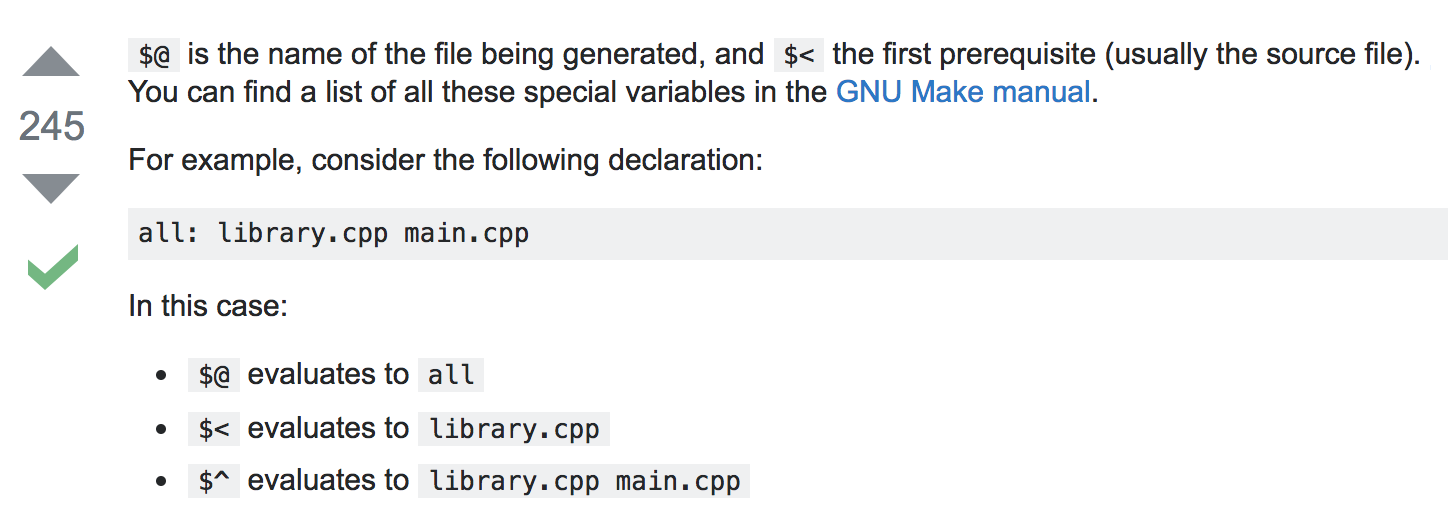 $@ is the name of the file being generated, and $< the first prerequisite (usually the source file).
You can find a list of all these special variables in the GNU Make manual.
245
For example, consider the following declaration:
all: library.cpp main.cpp
In this case:
• $@ evaluates to all
• $< evaluates to library.cpp
• $^ evaluates to library.cpp main.cpp